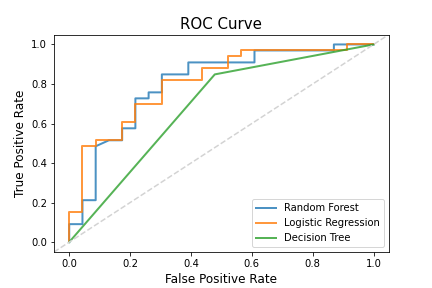 ROC Curve
True Positive Rate
1.0
0.8
0.6
0.4
0.2
0.0
Random Forest
Logistic Regression
Decision Tree
0.0 0.2 0.4 0.6 0.8 1.0
False Positive Rate